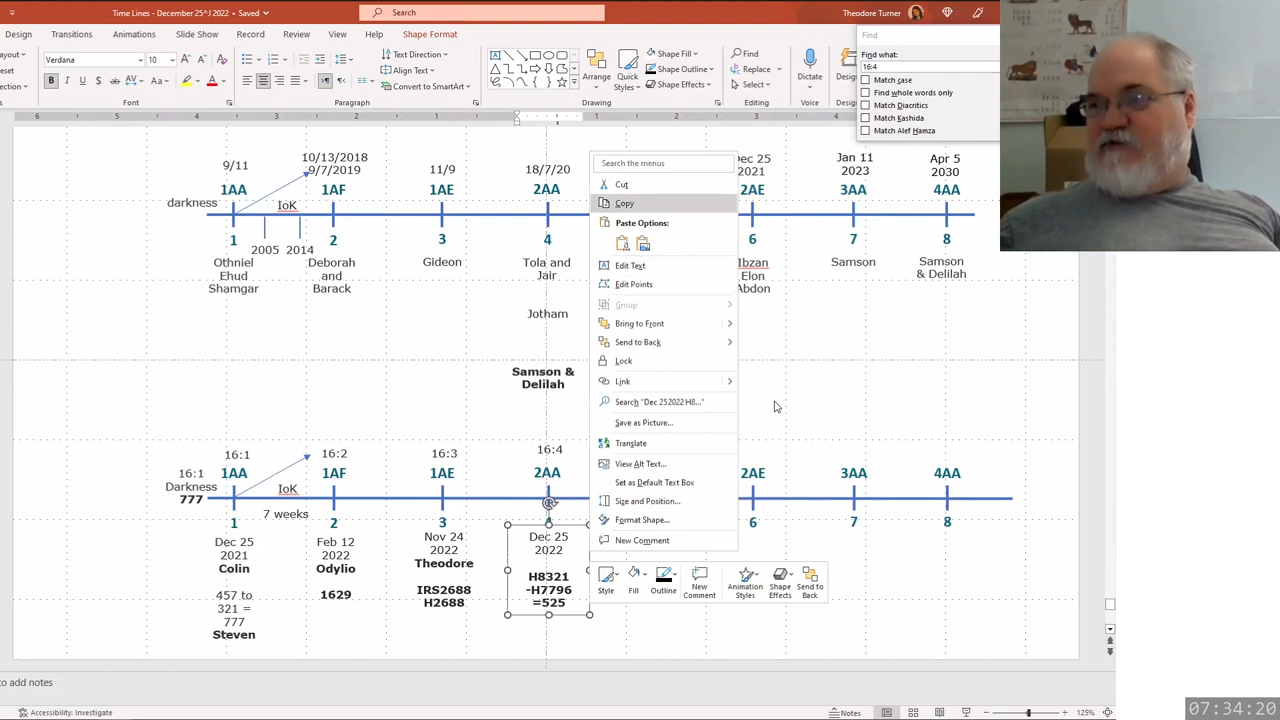 Time Lines - December 25^J 2022 • Saved
Search
Theodore Turner
Design
Transitions
Animations
Slide Show
Record
Review
View
Help
Shape Format
Verdana
10
Text Direction
Align Text
Convert to SmartArt
Arrange
Quick
Styles
Shape Fill
Shape Outline
Shape Effects
Find
Replace
Select
Dictate
Font
Paragraph
Drawing
Editing
Voice
Find
Find what:
16:4
Match case
Find whole words only
Match Diacritics
Match Kashida
Match Alef Hamza
9/11
10/13/2018
9/7/2019
11/9
18/7/20
2021
Jan 11
2023
Apr 5
2030
1AA
1AF
1AE
2AA
2AE
3AA
4AA
darkness
IoK
1
2
3
4
6
7
8
2005
2014
Othniel
Ehud
Shamgar
Deborah
and
Barack
Gideon
Tola and
Jair
Ibzan
Elon
Abdon
Samson
Samson
& Delilah
Jotham
Samson &
Delilah
Search the menus
Cut
Copy
Paste Options:
Edit Text
Edit Points
Group
Bring to Front
Send to Back
Lock
Link
Search "Dec 252022 H8..."
Save as Picture...
Translate
View Alt Text...
Set as Default Text Box
Size and Position...
Format Shape...
New Comment
16:1
16:2
16:3
16:4
16:1
Darkness
777
1AA
1AF
1AE
2AA
2AE
3AA
4AA
IoK
7 weeks
1
2
3
4
6
7
8
Dec 25
2021
Colin
457 to
321 =
777
Steven
Feb 12
2022
Odylio
1629
Nov 24
2022
Theodore
IRS2688
H2688
Dec 25
2022
H8321
-H7796
=525
Style
Fill
Outline
New
Comment
Animation
Styles
Shape
Effects
Send to
Back
to add notes
Accessibility: Investigate
Notes
125%
07:34:20